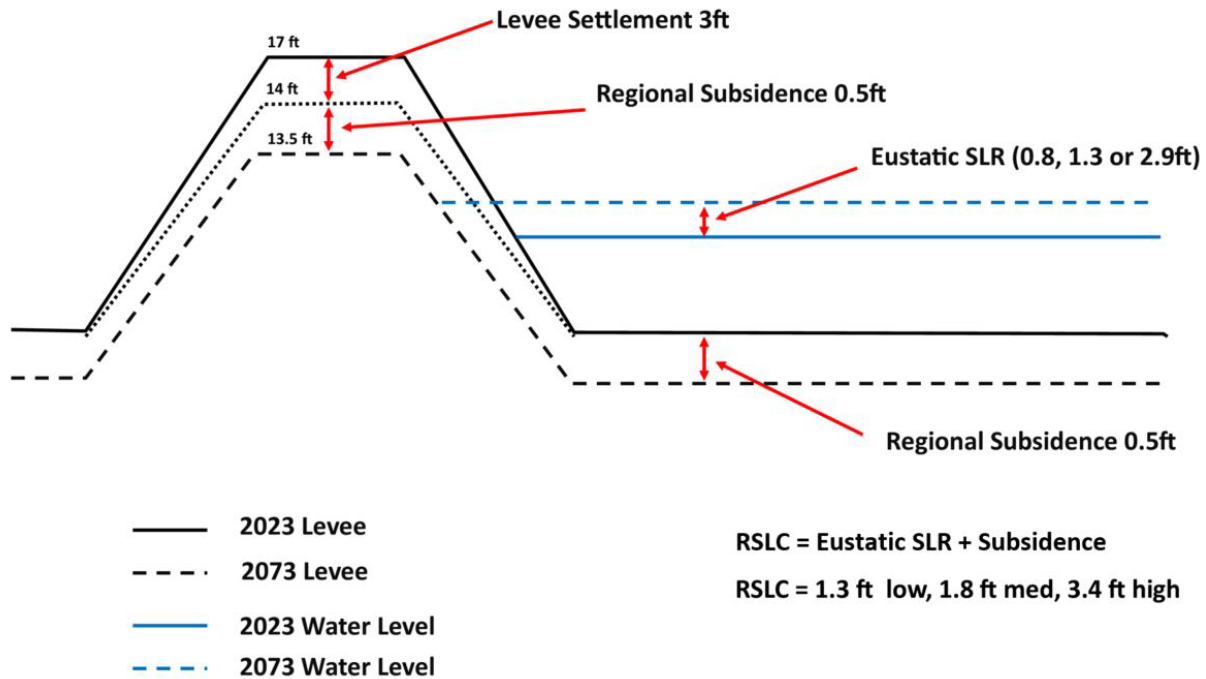 Levee Settlement 3ft
17 ft
Regional Subsidence 0.5ft
14 ft
13.5 ft
Eustatic SLR (0.8, 1.3 or 2.9ft)
Regional Subsidence 0.5ft
2023 Levee
2073 Levee
2023 Water Level
2073 Water Level
RSLC = Eustatic SLR + Subsidence
RSLC = 1.3 ft low, 1.8 ft med, 3.4 ft high